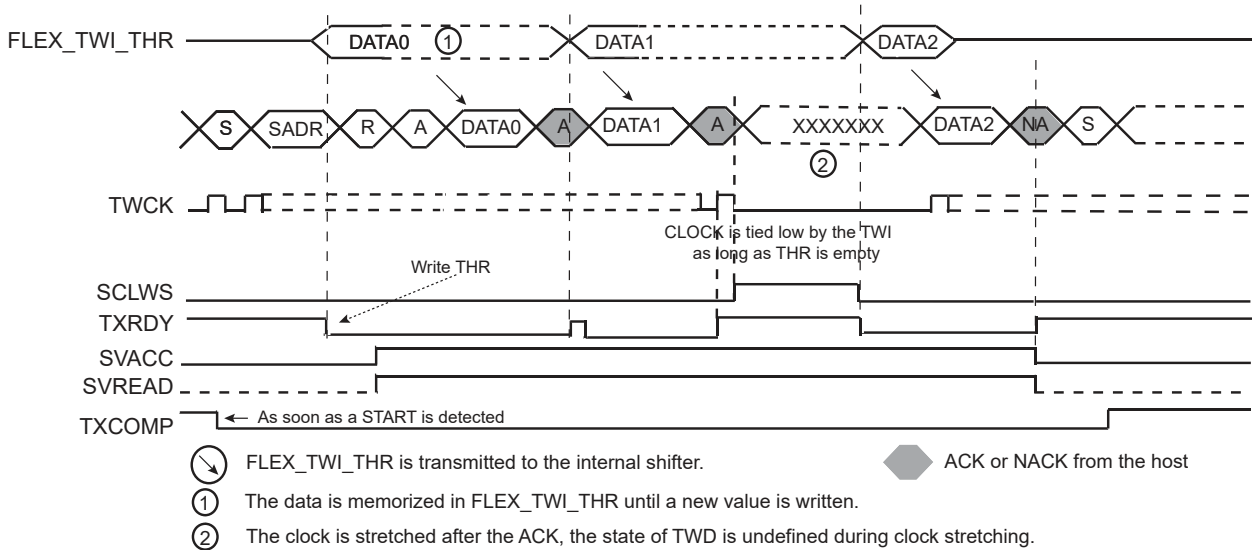 FLEX_TWI_THR DATA0 1 DATA1 DATA2
S SADR R A DATA0 A DATA1 A XXXXXXX DATA2 NA S
2
TWCK
CLOCK is tied low by the TWI
as long as THR is empty
Write THR
SCLWS
TXRDY
SVACC
SVREAD
TXCOMP As soon as a START is detected
FLEX_TWI_THR is transmitted to the internal shifter. ACK or NACK from the host
1 The data is memorized in FLEX_TWI_THR until a new value is written.
2 The clock is stretched after the ACK, the state of TWD is undefined during clock stretching.